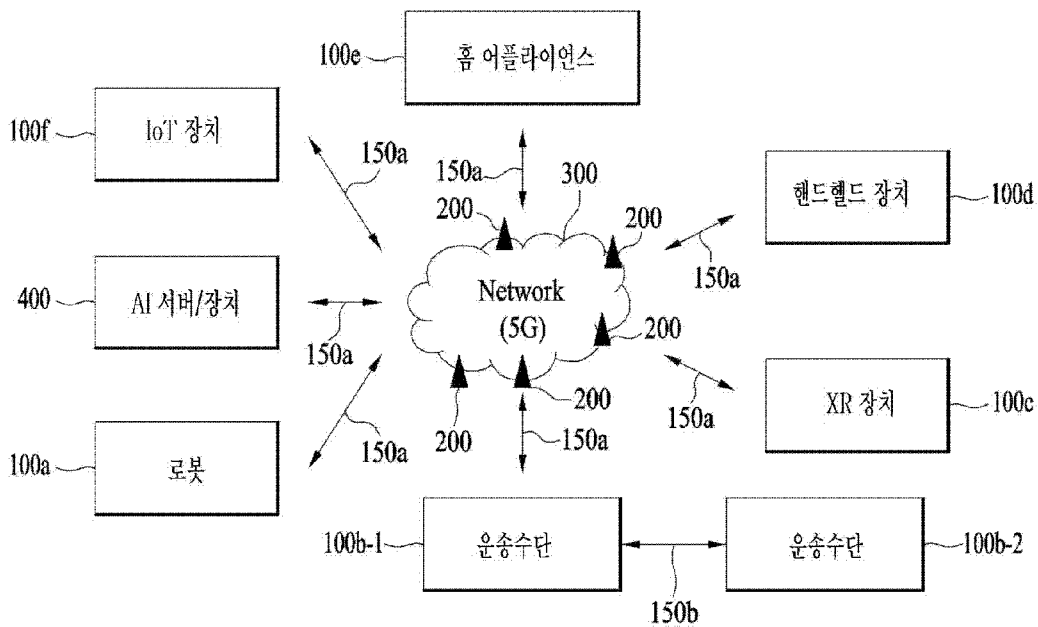 100e
홈 어플라이언스
100f
IoT 장치
150a
150a
300
200
200
핸드헬드 장치
100d
150a
400
AI 서버/장치
150a
Network
(5G)
200
150a
200
200
XR 장치
100c
150a
100a
로봇
150a
100b-1
운송수단
운송수단
100b-2
150b